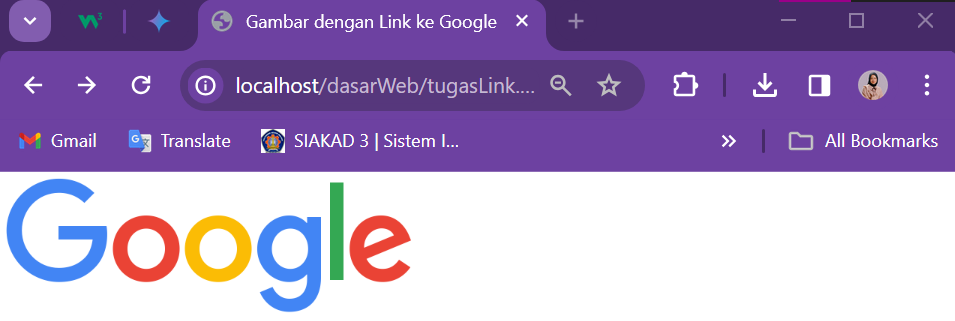 Gambar dengan Link ke Google
localhost/dasarWeb/tugasLink....
Gmail Translate SIAKAD 3 | Sistem I... All Bookmarks
Google